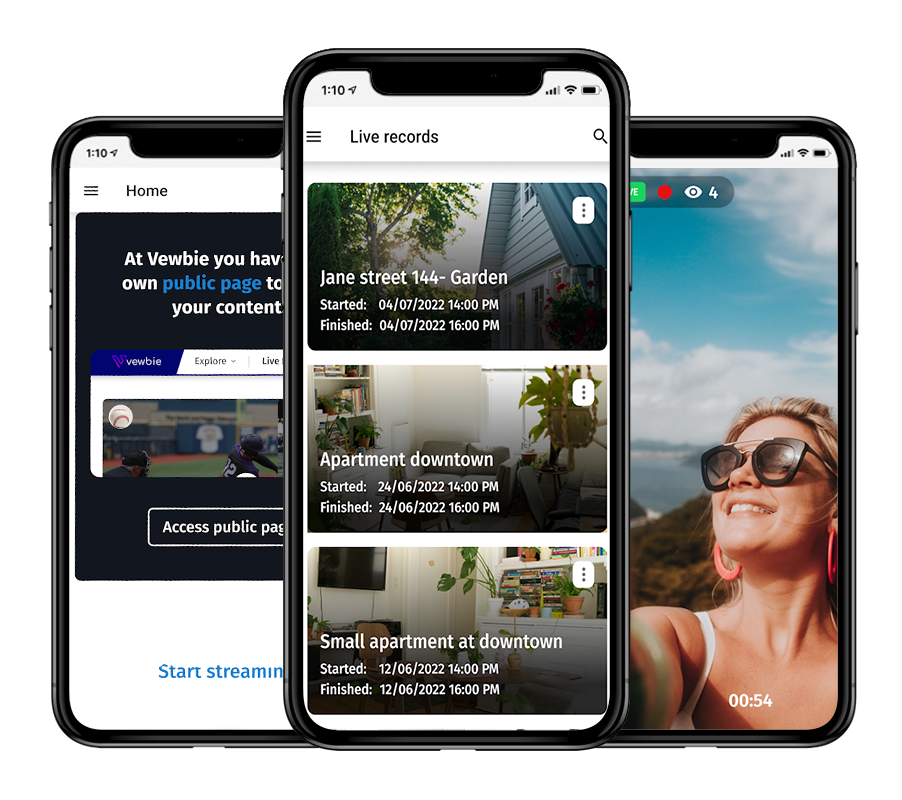 1:10
Home
At Vewbie you
own public page to
your content
vewbie
Explore
Live
Access public
Start
1:10
Live records
Jane street 144- Garden
Started: 04/07/2022 14:00 PM
Finished: 04/07/2022 16:00 PM
Apartment downtown
Started: 24/06/2022 14:00 PM
Finished: 24/06/2022 16:00 PM
Small apartment at downtown
Started: 12/06/2022 14:00 PM
Finished: 12/06/2022 16:00 PM
4
00:54